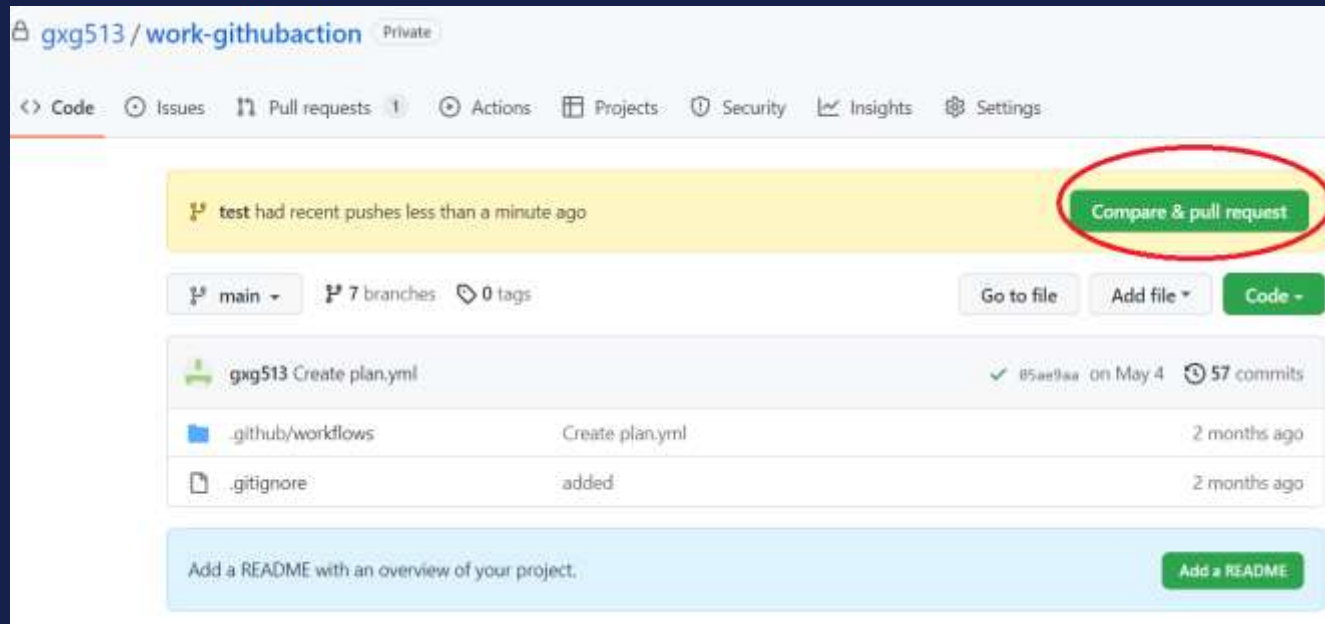 gxg513 / work-githubaction Private
<> Code Issues Pull requests 1 Actions Projects Security Insights Settings
test had recent pushes less than a minute ago Compare & pull request
main 7 branches 0 tags Go to file Add file Code
gxg513 Create plan.yml 85ae9aa on May 4 57 commits
.github/workflows Create plan.yml 2 months ago
.gitignore added 2 months ago
Add a README with an overview of your project. Add a README